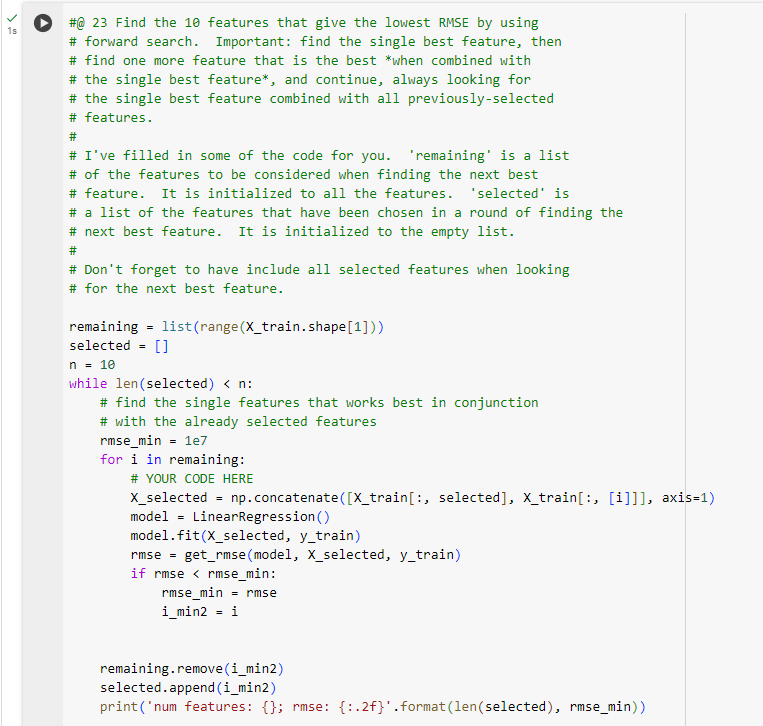 1s
#@ 23 Find the 10 features that give the lowest RMSE by using
# forward search.  Important: find the single best feature, then
# find one more feature that is the best *when combined with
# the single best feature*, and continue, always looking for
# the single best feature combined with all previously-selected
# features.
#
# I've filled in some of the code for you.  'remaining' is a list
# of the features to be considered when finding the next best
# feature.  It is initialized to all the features.  'selected' is
# a list of the features that have been chosen in a round of finding the
# next best feature.  It is initialized to the empty list.
#
# Don't forget to have include all selected features when looking
# for the next best feature.

remaining = list(range(X_train.shape[1]))
selected = []
n = 10
while len(selected) < n:
    # find the single features that works best in conjunction
    # with the already selected features
    rmse_min = 1e7
    for i in remaining:
        # YOUR CODE HERE
        X_selected = np.concatenate([X_train[:, selected], X_train[:, [i]]], axis=1)
        model = LinearRegression()
        model.fit(X_selected, y_train)
        rmse = get_rmse(model, X_selected, y_train)
        if rmse < rmse_min:
            rmse_min = rmse
            i_min2 = i

    remaining.remove(i_min2)
    selected.append(i_min2)
    print('num features: {}; rmse: {:.2f}'.format(len(selected), rmse_min))